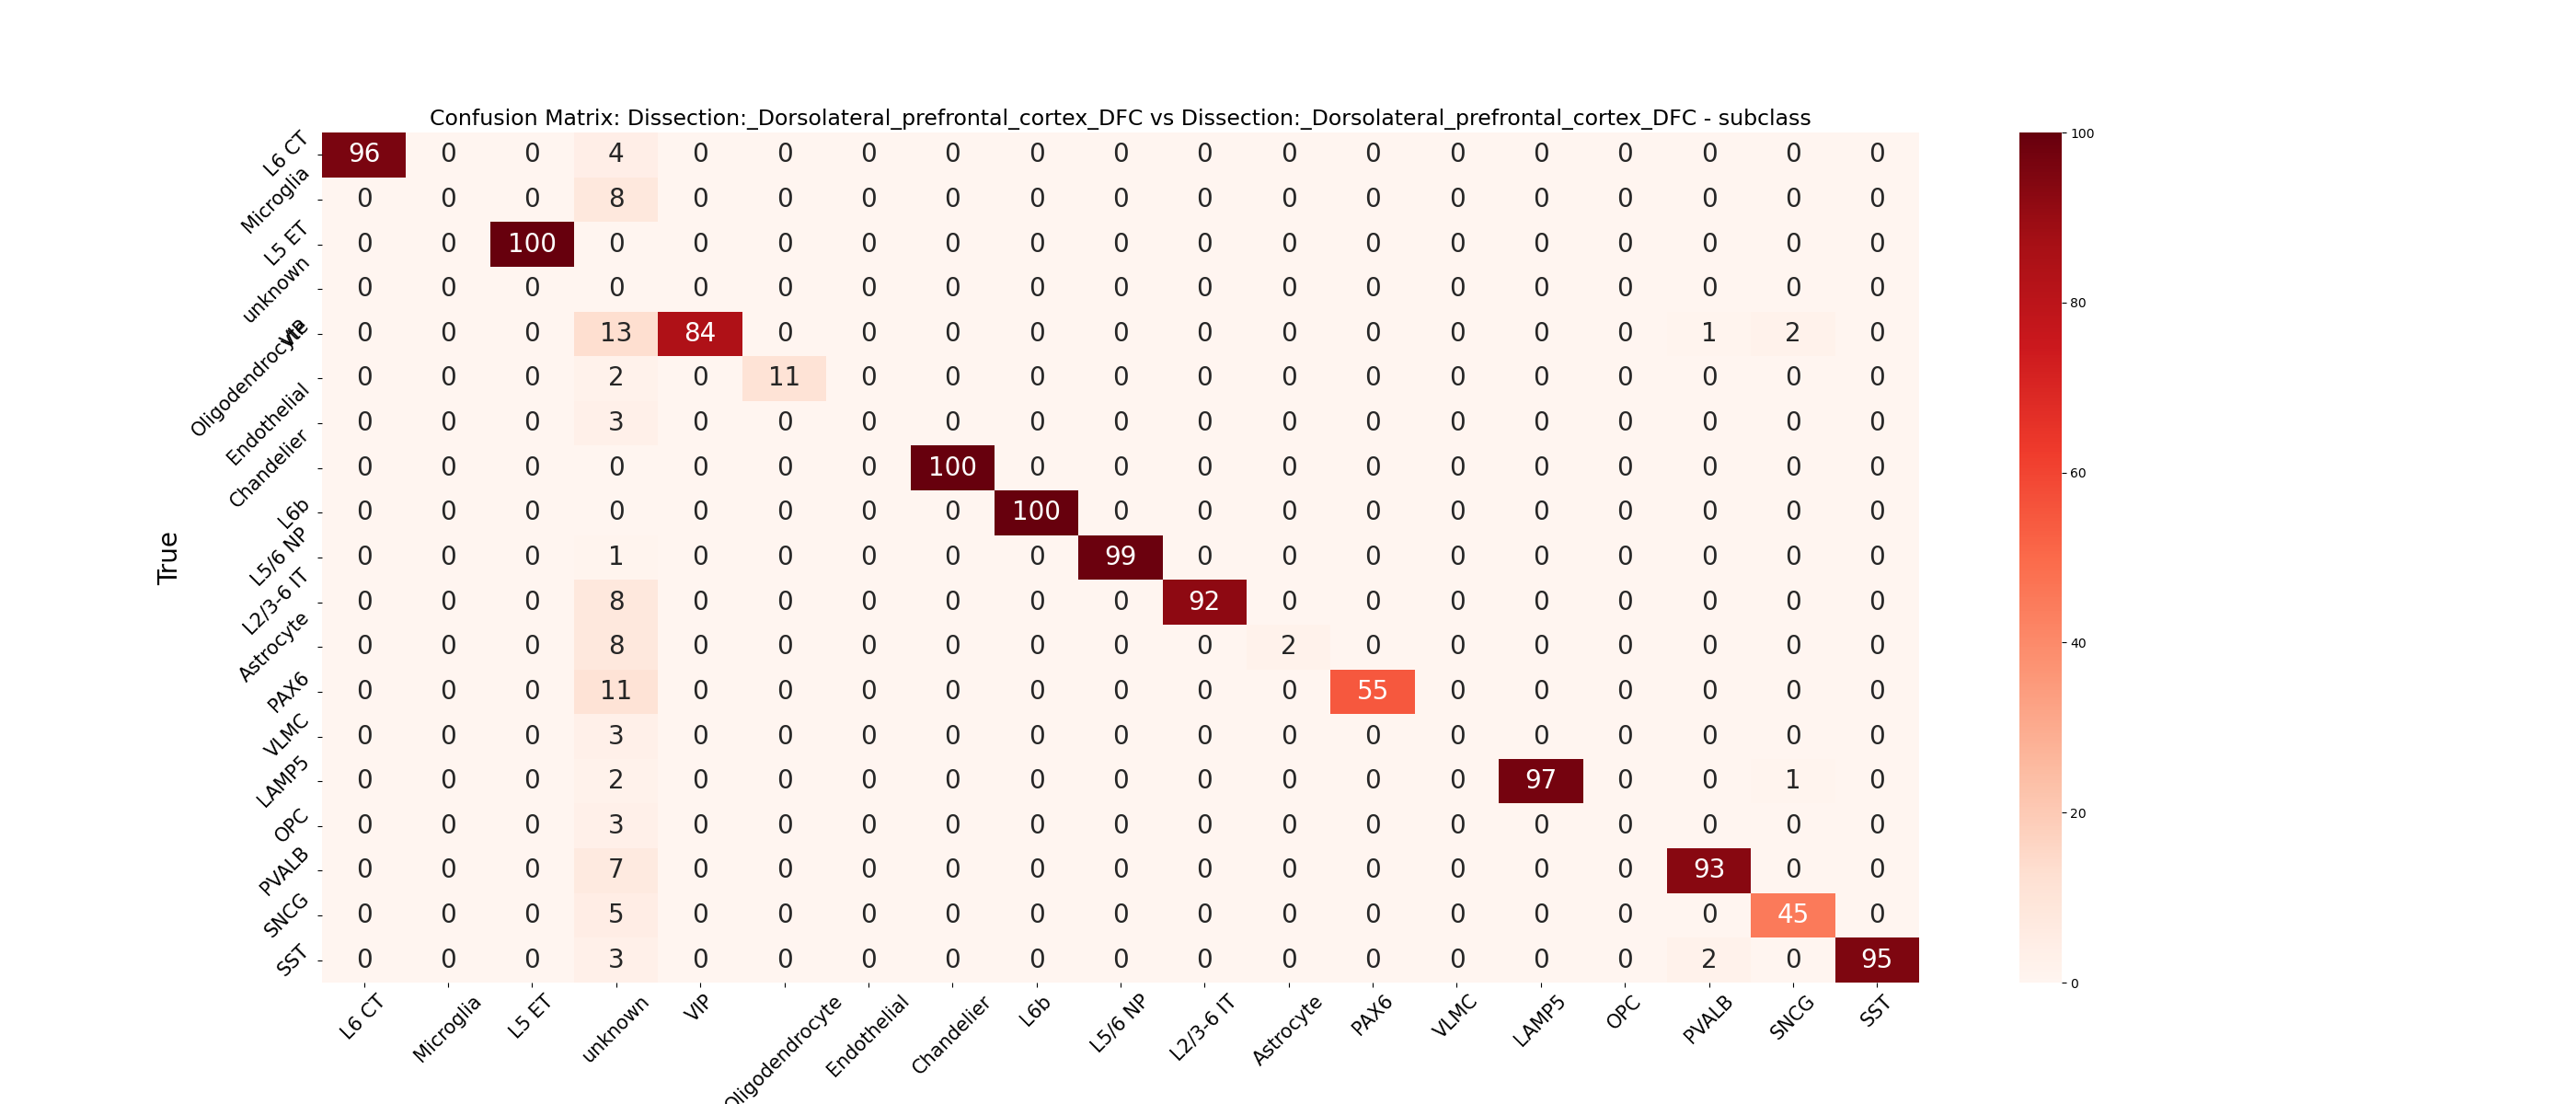 Confusion Matrix: Dissection:_Dorsolateral_prefrontal_cortex_DFC vs Dissection:_Dorsolateral_prefrontal_cortex_DFC - subclass
True
L6 CT 96 0 0 4 0 0 0 0 0 0 0 0 0 0 0 0 0 0 0
Microglia 0 0 0 8 0 0 0 0 0 0 0 0 0 0 0 0 0 0 0
L5 ET 0 0 100 0 0 0 0 0 0 0 0 0 0 0 0 0 0 0 0
unknown 0 0 0 0 0 0 0 0 0 0 0 0 0 0 0 0 0 0 0
VIP 0 0 0 13 84 0 0 0 0 0 0 0 0 0 0 0 1 2 0
Oligodendrocyte 0 0 0 2 0 11 0 0 0 0 0 0 0 0 0 0 0 0 0
Endothelial 0 0 0 3 0 0 0 0 0 0 0 0 0 0 0 0 0 0 0
Chandelier 0 0 0 0 0 0 0 100 0 0 0 0 0 0 0 0 0 0 0
L6b 0 0 0 0 0 0 0 0 100 0 0 0 0 0 0 0 0 0 0
L5/6 NP 0 0 0 1 0 0 0 0 0 99 0 0 0 0 0 0 0 0 0
L2/3-6 IT 0 0 0 8 0 0 0 0 0 0 92 0 0 0 0 0 0 0 0
Astrocyte 0 0 0 8 0 0 0 0 0 0 0 2 0 0 0 0 0 0 0
PAX6 0 0 0 11 0 0 0 0 0 0 0 0 55 0 0 0 0 0 0
VLMC 0 0 0 3 0 0 0 0 0 0 0 0 0 0 0 0 0 0 0
LAMP5 0 0 0 2 0 0 0 0 0 0 0 0 0 0 97 0 0 1 0
OPC 0 0 0 3 0 0 0 0 0 0 0 0 0 0 0 0 0 0 0
PVALB 0 0 0 7 0 0 0 0 0 0 0 0 0 0 0 0 93 0 0
SNCG 0 0 0 5 0 0 0 0 0 0 0 0 0 0 0 0 0 45 0
SST 0 0 0 3 0 0 0 0 0 0 0 0 0 0 0 0 2 0 95
L6 CT Microglia L5 ET unknown VIP Oligodendrocyte Endothelial Chandelier L6b L5/6 NP L2/3-6 IT Astrocyte PAX6 VLMC LAMP5 OPC PVALB SNCG SST
100
80
60
40
20
0